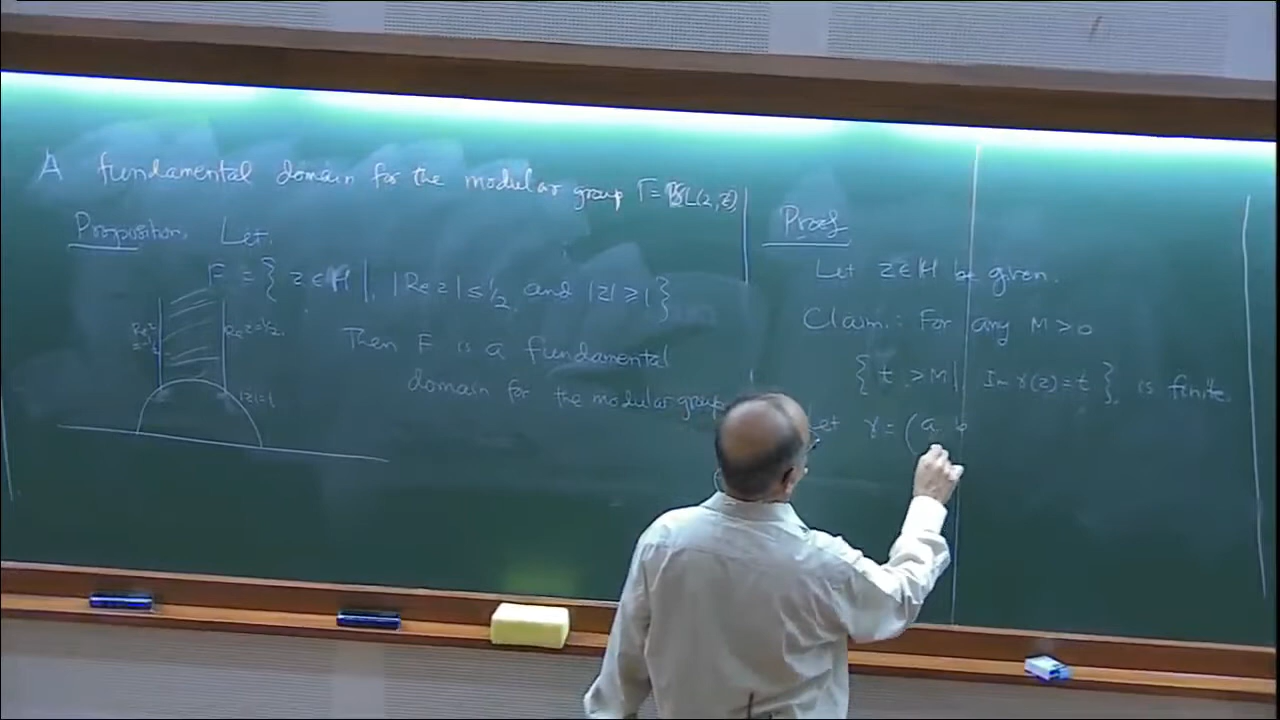 A fundamental domain for the modular group Γ = SL(2,Z)
Proposition. Let
F = { z ∈ H | |Re z| ≤ 1/2 and |z| ≥ 1 }
Re z = 1/2
|z|=1
Then F is a fundamental
domain for the modular group
Proof
Let z ∈ H be given.
Claim: For any M > 0
{ t > M | Im γ(z) = t } is finite.
Let γ = ( a b